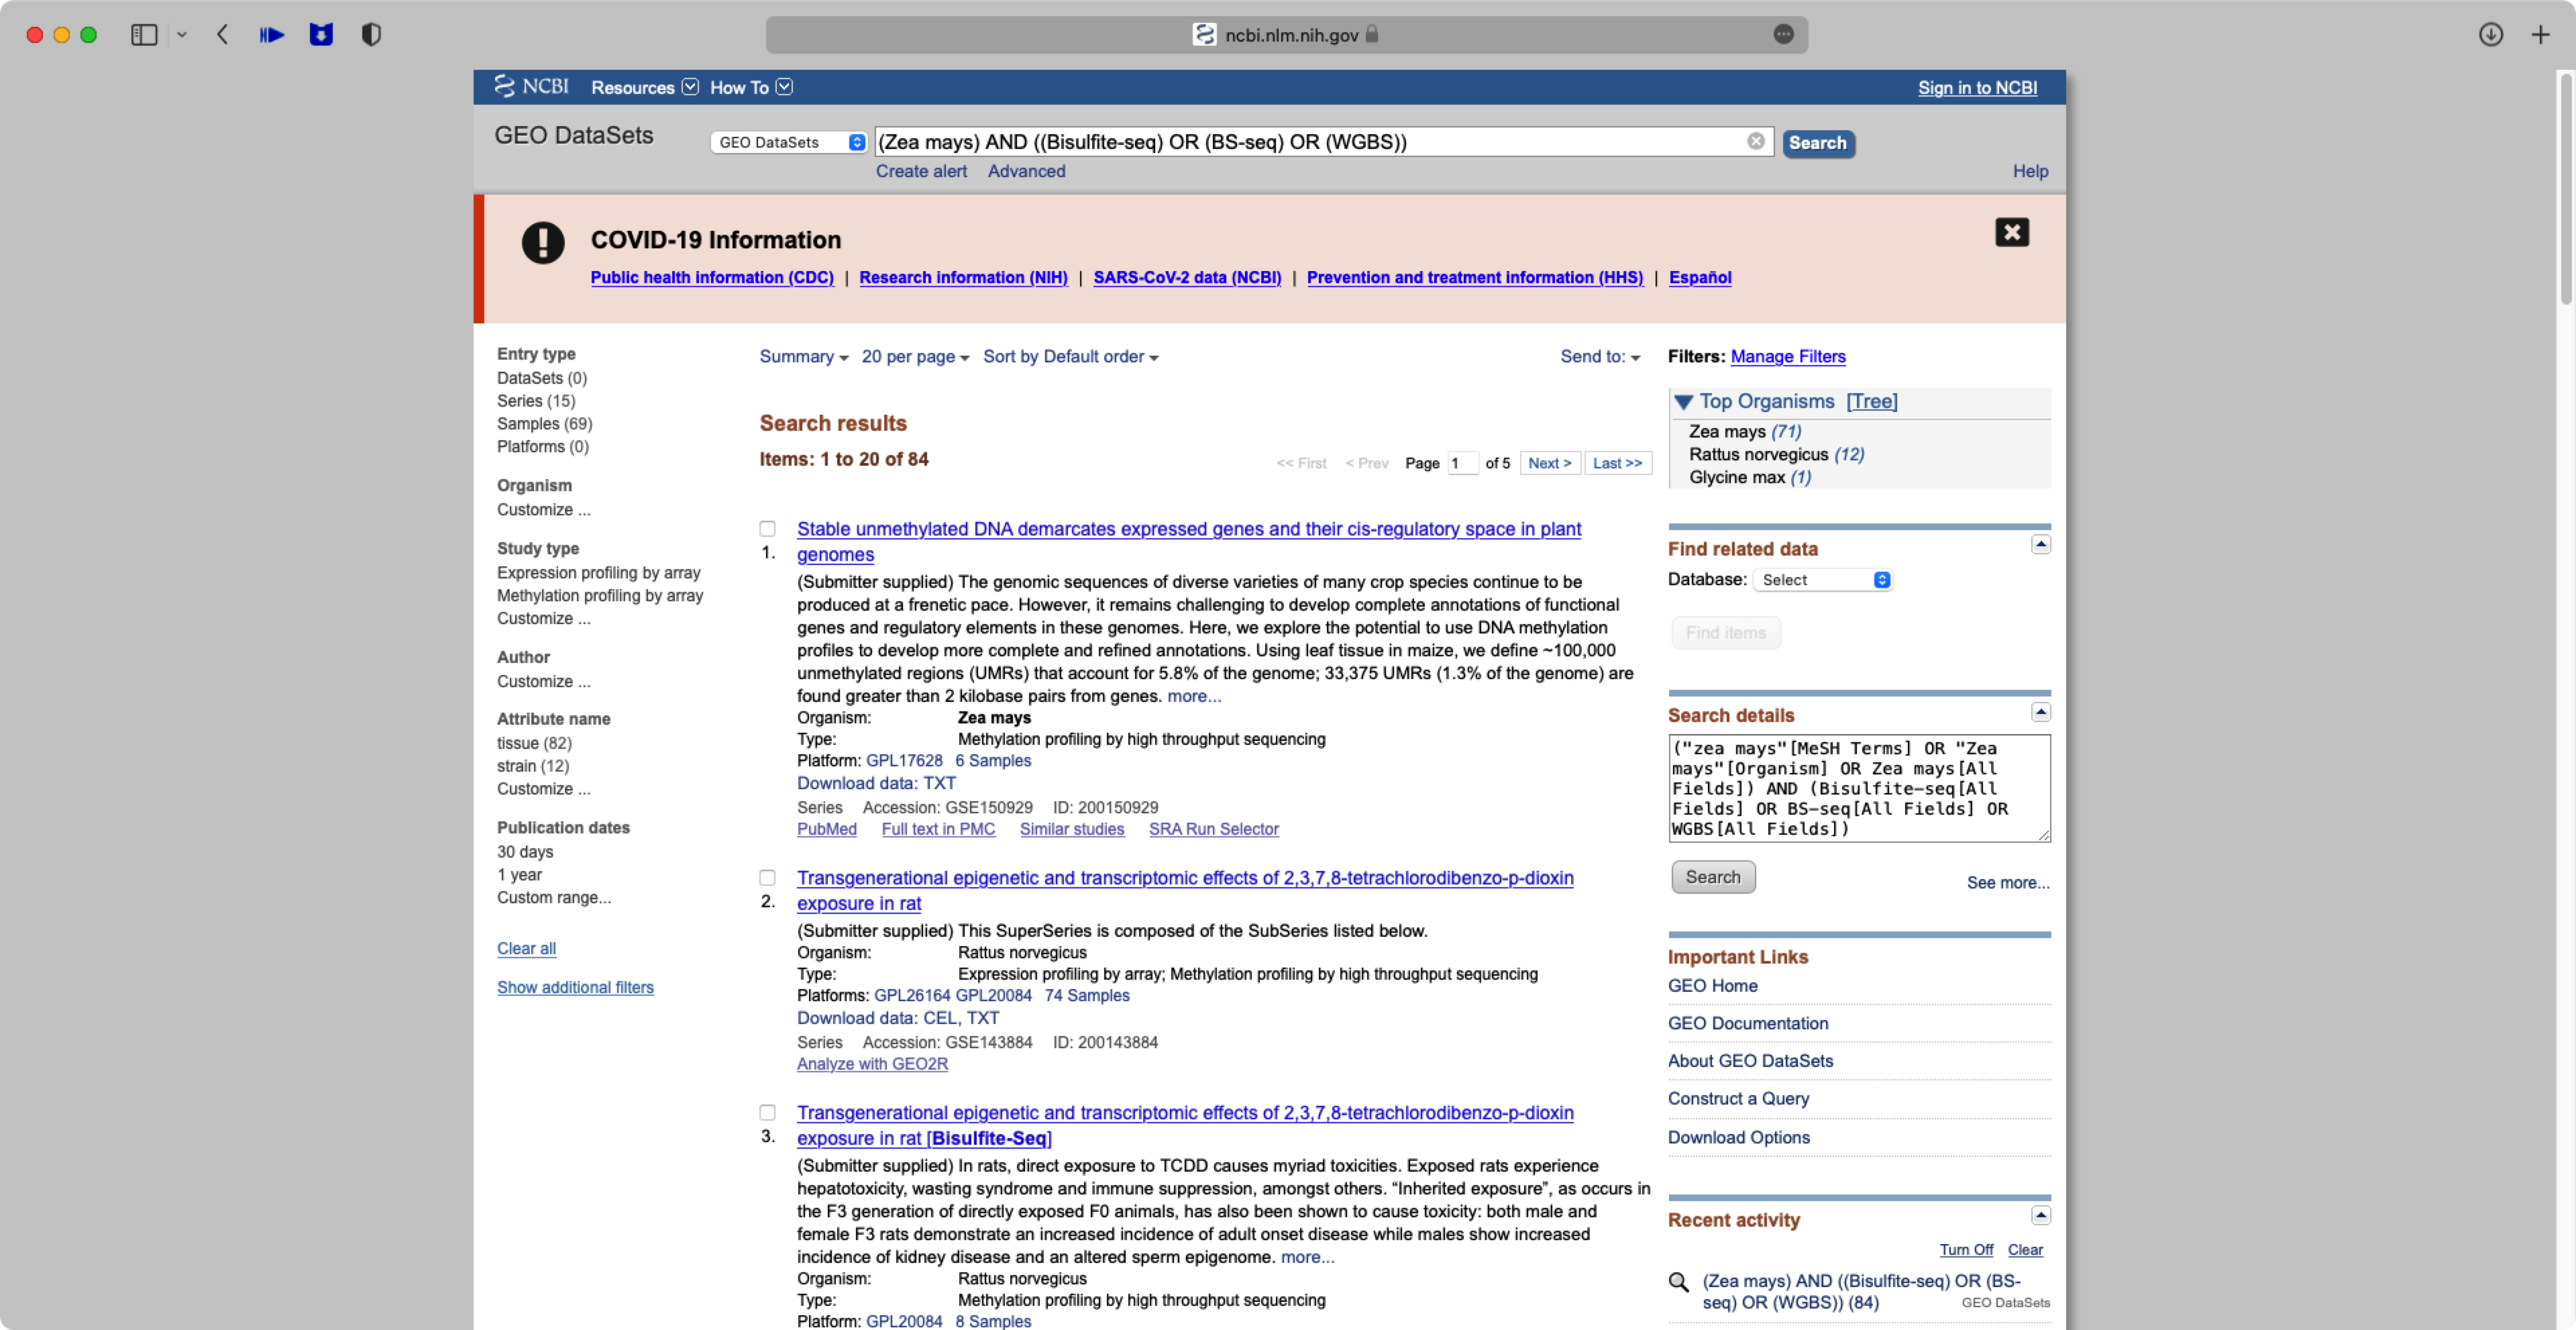 ncbi.nlm.nih.gov
NCBI Resources How To Sign in to NCBI
GEO DataSets GEO DataSets (Zea mays) AND ((Bisulfite-seq) OR (BS-seq) OR (WGBS)) Search
Create alert Advanced Help
COVID-19 Information
Public health information (CDC) | Research information (NIH) | SARS-CoV-2 data (NCBI) | Prevention and treatment information (HHS) | Español
Entry type
DataSets (0)
Series (15)
Samples (69)
Platforms (0)
Organism
Customize ...
Study type
Expression profiling by array
Methylation profiling by array
Customize ...
Author
Customize ...
Attribute name
tissue (82)
strain (12)
Customize ...
Publication dates
30 days
1 year
Custom range...
Clear all
Show additional filters
Summary 20 per page Sort by Default order Send to:
Search results
Items: 1 to 20 of 84
<< First < Prev Page 1 of 5 Next > Last >>
Stable unmethylated DNA demarcates expressed genes and their cis-regulatory space in plant
1. genomes
(Submitter supplied) The genomic sequences of diverse varieties of many crop species continue to be
produced at a frenetic pace. However, it remains challenging to develop complete annotations of functional
genes and regulatory elements in these genomes. Here, we explore the potential to use DNA methylation
profiles to develop more complete and refined annotations. Using leaf tissue in maize, we define ~100,000
unmethylated regions (UMRs) that account for 5.8% of the genome; 33,375 UMRs (1.3% of the genome) are
found greater than 2 kilobase pairs from genes. more...
Organism: Zea mays
Type: Methylation profiling by high throughput sequencing
Platform: GPL17628 6 Samples
Download data: TXT
Series Accession: GSE150929 ID: 200150929
PubMed Full text in PMC Similar studies SRA Run Selector
Transgenerational epigenetic and transcriptomic effects of 2,3,7,8-tetrachlorodibenzo-p-dioxin
2. exposure in rat
(Submitter supplied) This SuperSeries is composed of the SubSeries listed below.
Organism: Rattus norvegicus
Type: Expression profiling by array; Methylation profiling by high throughput sequencing
Platforms: GPL26164 GPL20084 74 Samples
Download data: CEL, TXT
Series Accession: GSE143884 ID: 200143884
Analyze with GEO2R
Transgenerational epigenetic and transcriptomic effects of 2,3,7,8-tetrachlorodibenzo-p-dioxin
3. exposure in rat [Bisulfite-Seq]
(Submitter supplied) In rats, direct exposure to TCDD causes myriad toxicities. Exposed rats experience
hepatotoxicity, wasting syndrome and immune suppression, amongst others. “Inherited exposure”, as occurs in
the F3 generation of directly exposed F0 animals, has also been shown to cause toxicity: both male and
female F3 rats demonstrate an increased incidence of adult onset disease while males show increased
incidence of kidney disease and an altered sperm epigenome. more...
Organism: Rattus norvegicus
Type: Methylation profiling by high throughput sequencing
Platform: GPL20084 8 Samples
Filters: Manage Filters
Top Organisms [Tree]
Zea mays (71)
Rattus norvegicus (12)
Glycine max (1)
Find related data
Database: Select
Find items
Search details
("zea mays"[MeSH Terms] OR "Zea
mays"[Organism] OR Zea mays[All
Fields]) AND (Bisulfite-seq[All
Fields] OR BS-seq[All Fields] OR
WGBS[All Fields])
Search See more...
Important Links
GEO Home
GEO Documentation
About GEO DataSets
Construct a Query
Download Options
Recent activity
Turn Off Clear
(Zea mays) AND ((Bisulfite-seq) OR (BS-
seq) OR (WGBS)) (84) GEO DataSets